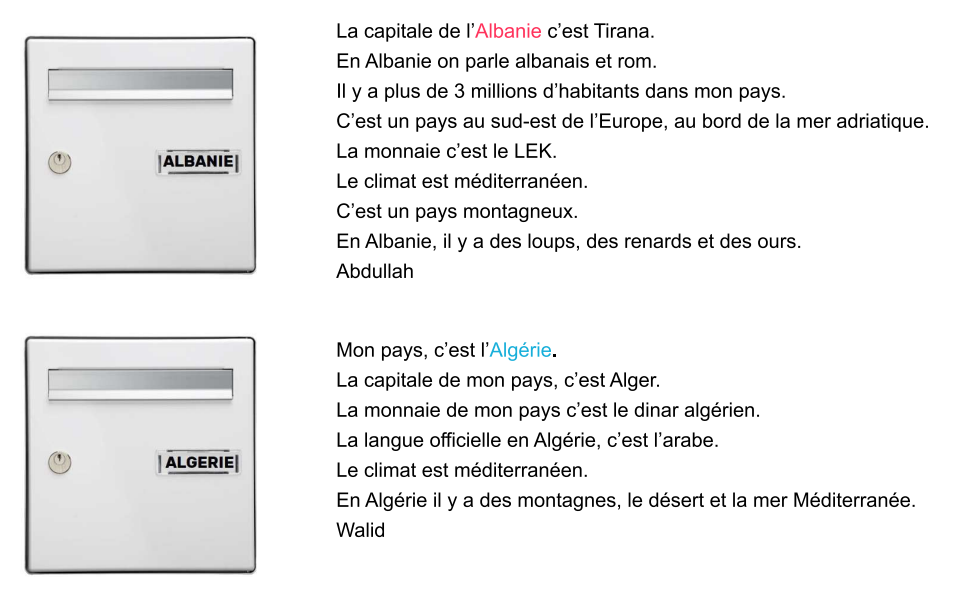 La capitale de l’Albanie c’est Tirana.
En Albanie on parle albanais et rom.
Il y a plus de 3 millions d’habitants dans mon pays.
C’est un pays au sud-est de l’Europe, au bord de la mer adriatique.
La monnaie c’est le LEK.
ALBANIE
Le climat est méditerranéen.
C’est un pays montagneux.
En Albanie, il y a des loups, des renards et des ours.
Abdullah
Mon pays, c’est l’Algérie.
La capitale de mon pays, c’est Alger.
La monnaie de mon pays c’est le dinar algérien.
La langue officielle en Algérie, c’est l’arabe.
ALGERIE
Le climat est méditerranéen.
En Algérie il y a des montagnes, le désert et la mer Méditerranée.
Walid